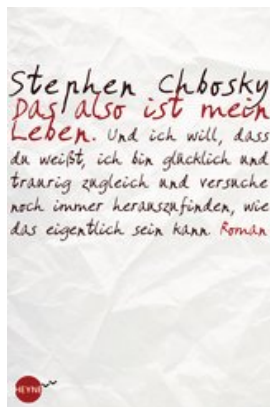 Stephen Chbosky
Das also ist mein
Leben. Und ich will, dass
du weißt, ich bin glücklich und
traurig zugleich und versuche
noch immer herauszufinden, wie
das eigentlich sein kann. Roman
HEYNE